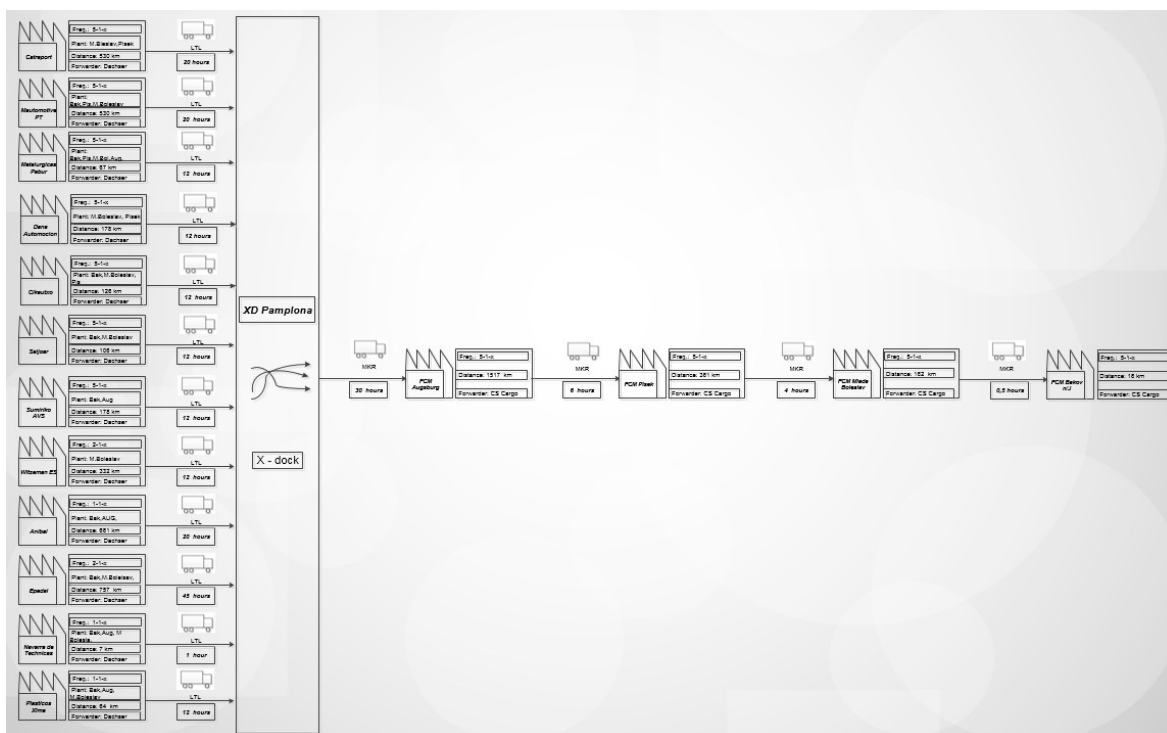 Freq.: 5-1-x
Plant: M.Bleslav,Pisek
Catreport
Distance: 530 km
Forwarder: Dachser
LTL
20 hours
Freq.: 5-1-x
Plant:
Bak,Pis,M.Boleslav
Mautomotive
PT
Distance: 530 km
Forwarder: Dachser
LTL
20 hours
Freq.: 5-1-x
Plant:
Bak,Pis,M.Bol,Aug,
Metalurgicas
Pabur
Distance: 67 km
Forwarder: Dachser
LTL
12 hours
Freq.: 5-1-x
Plant: M.Boleslav, Pisek
Dana
Automocion
Distance: 178 km
Forwarder: Dachser
LTL
12 hours
Freq.: 5-1-x
Plant: Bak,M.Boleslav,
Pis
Cikautxo
Distance: 126 km
Forwarder: Dachser
LTL
12 hours
XD Pamplona
Freq.: 5-1-x
Plant: Bak,M.Boleslav
Distance: 106 km
Forwarder: Dachser
LTL
12 hours
MKR
30 hours
PCM
Augsburg
Freq.: 5-1-x
Distance: 1517 km
Forwarder: CS Cargo
MKR
6 hours
PCM Pisek
Freq.: 5-1-x
Distance: 381 km
Forwarder: CS Cargo
MKR
4 hours
PCM Mlada
Boleslav
Freq.: 5-1-x
Distance: 162 km
Forwarder: CS Cargo
MKR
0,5 hours
PCM Bakov
n/J
Freq.: 5-1-x
Distance: 16 km
Forwarder: CS Cargo
Freq.: 5-1-x
Plant: Bak,Aug
Sumiriko
AVS
Distance: 178 km
Forwarder: Dachser
LTL
12 hours
X - dock
Freq.: 2-1-x
Plant: M.Boleslav
Witzeman ES
Distance: 332 km
Forwarder: Dachser
LTL
12 hours
Freq.: 1-1-x
Plant: Bak,AUG,
Anibal
Distance: 661 km
Forwarder: Dachser
LTL
20 hours
Freq.: 2-1-x
Plant: Bak,M.Boleslav,
Epadel
Distance: 757 km
Forwarder: Dachser
LTL
45 hours
Freq.: 1-1-x
Plant: Bak,Aug, M
Bolesla,
Navarra de
Technicas
Distance: 7 km
Forwarder: Dachser
LTL
1 hour
Freq.: 1-1-x
Plant: Bak,Aug,
M.Boleslav
Plasticos
Distance: 64 km
Forwarder: Dachser
LTL
12 hours